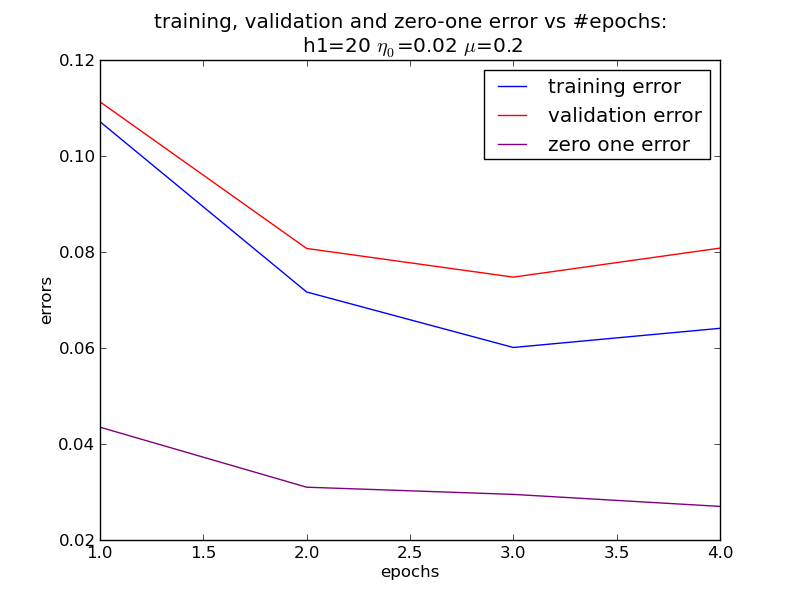 training, validation and zero-one error vs #epochs:
h1=20 η₀=0.02 μ=0.2
training error
validation error
zero one error
0.12
0.10
0.08
0.06
0.04
0.02
errors
1.0 1.5 2.0 2.5 3.0 3.5 4.0
epochs